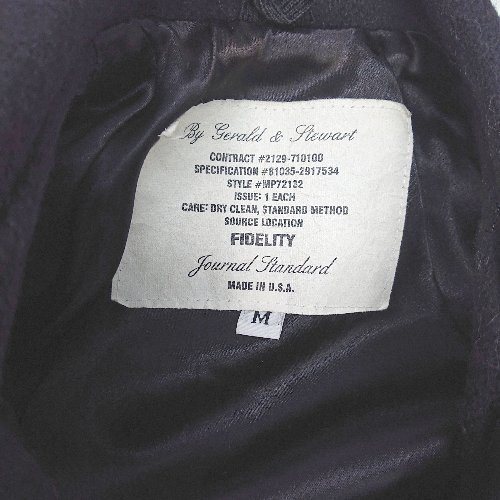 By Gerald & Stewart
CONTRACT #2129-710100
SPECIFICATION #81035-2917534
STYLE #MP72132
ISSUE: 1 EACH
CARE: DRY CLEAN, STANDARD METHOD
SOURCE LOCATION
FIDELITY
Journal Standard
MADE IN U.S.A.
M